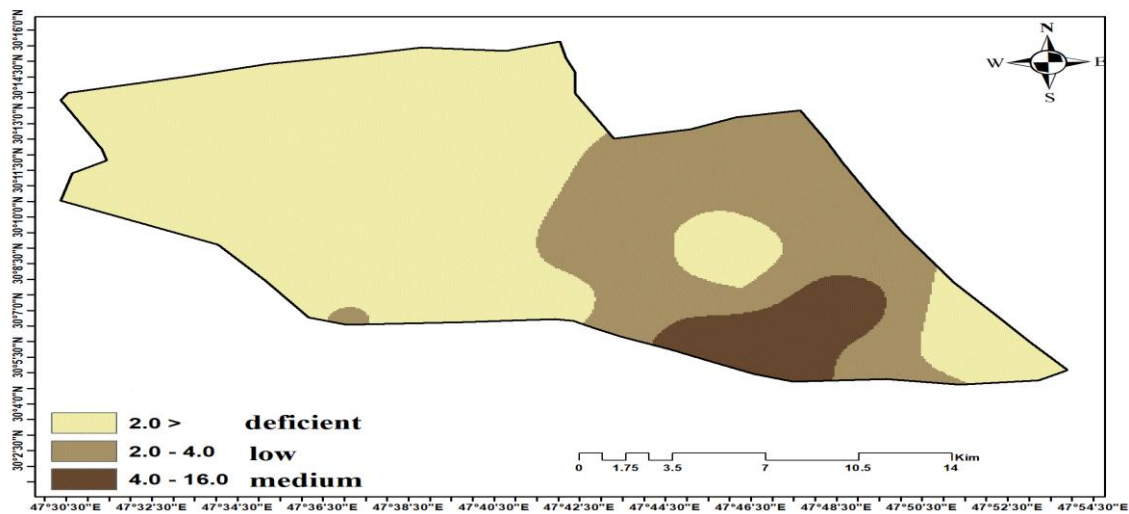 N
W E
S
30°16'0"N
30°14'30"N
30°13'0"N
30°11'30"N
30°10'0"N
30°8'30"N
30°7'0"N
30°5'30"N
30°4'0"N
30°2'30"N
2.0 > deficient
2.0 - 4.0 low
4.0 - 16.0 medium
Kim
0 1.75 3.5 7 10.5 14
47°30'30"E 47°32'30"E 47°34'30"E 47°36'30"E 47°38'30"E 47°40'30"E 47°42'30"E 47°44'30"E 47°46'30"E 47°48'30"E 47°50'30"E 47°52'30"E 47°54'30"E